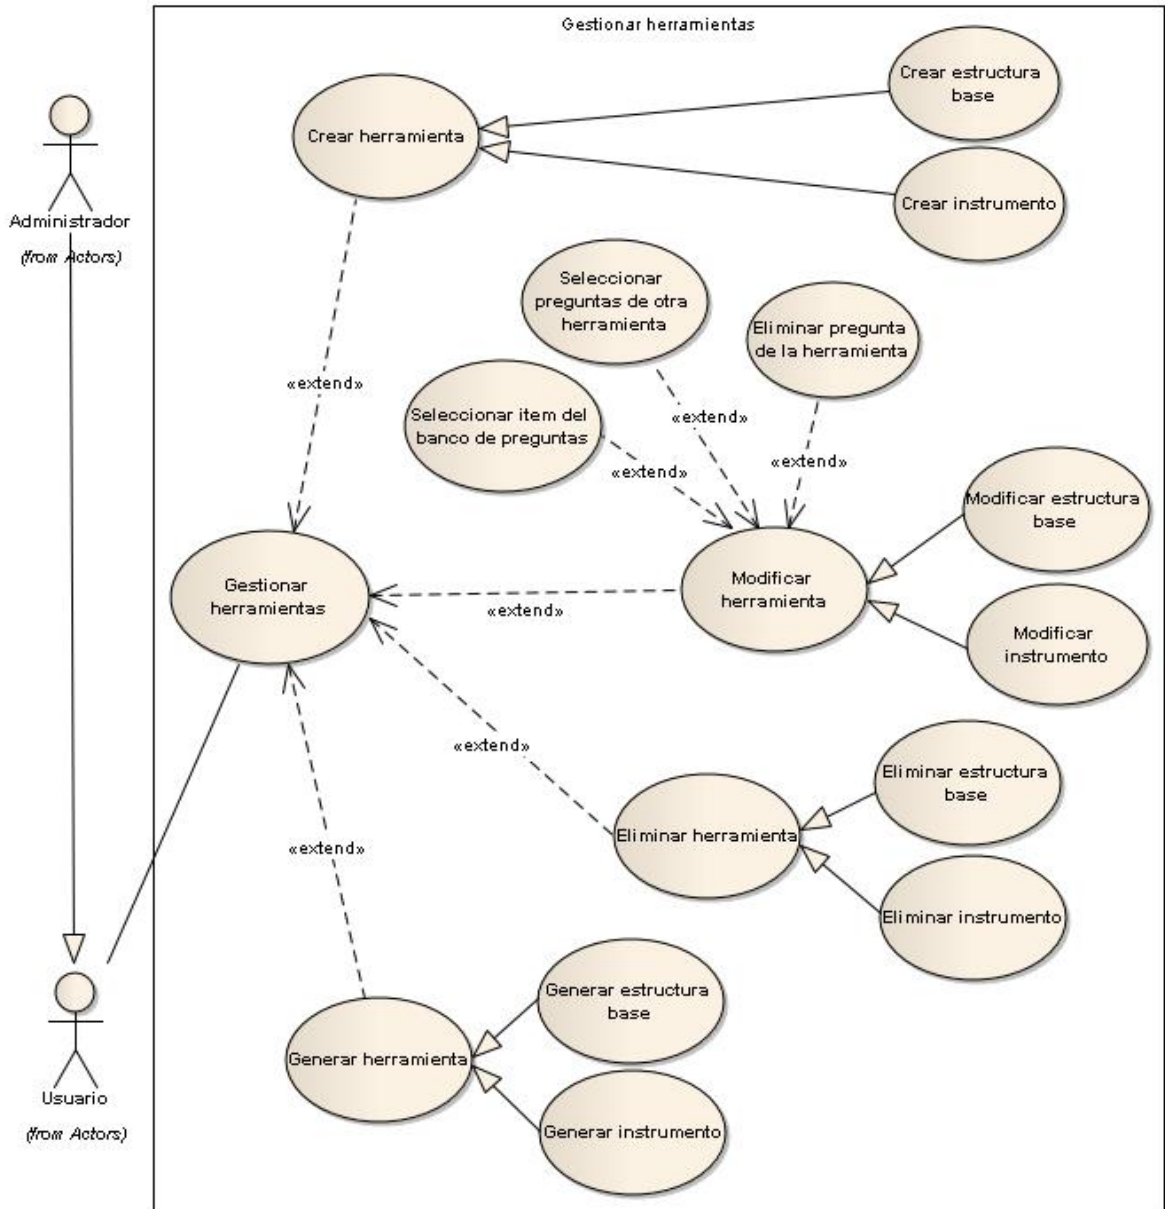 Gestionar herramientas
Crear estructura
base
Crear herramienta
Crear instrumento
Administrador
(from Actors)
Seleccionar
preguntas de otra
herramienta
Eliminar pregunta
de la herramienta
«extend»
Seleccionar item del
banco de preguntas
«extend»
«extend»
«extend»
Modificar estructura
base
Gestionar
herramientas
Modificar
herramienta
«extend»
Modificar
instrumento
«extend»
Eliminar estructura
base
Eliminar herramienta
«extend»
Eliminar instrumento
Generar estructura
base
Generar herramienta
Usuario
(from Actors)
Generar instrumento